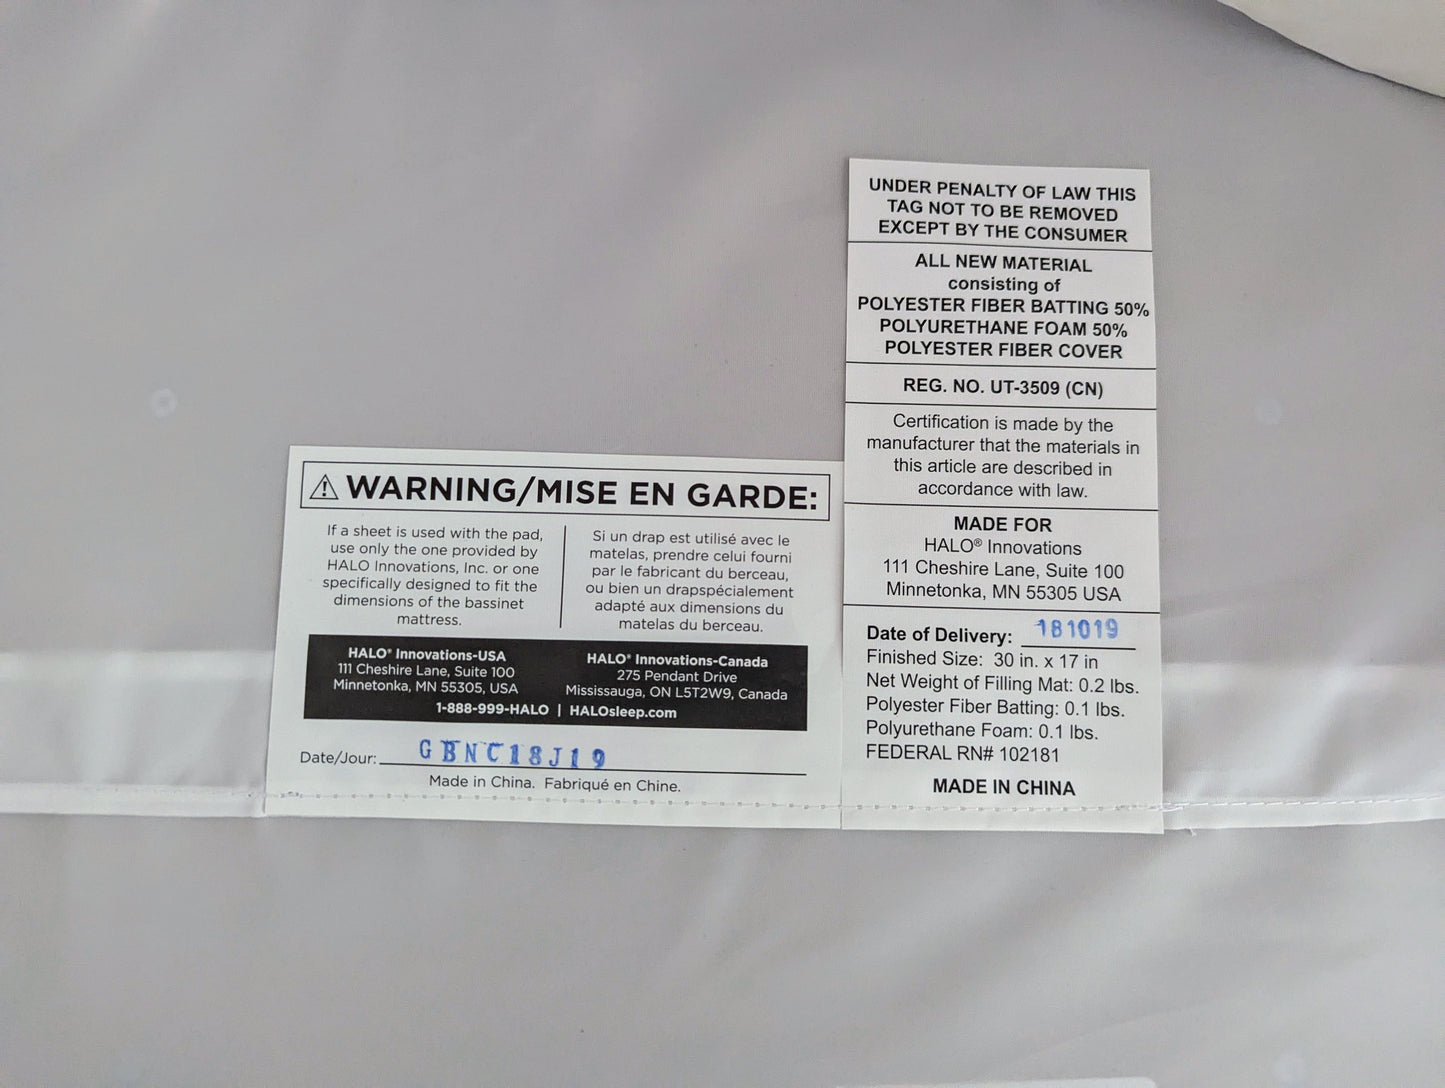 WARNING/MISE EN GARDE:
If a sheet is used with the pad,
use only the one provided by
HALO Innovations, Inc. or one
specifically designed to fit the
dimensions of the bassinet
mattress.
Si un drap est utilisé avec le
matelas, prendre celui fourni
par le fabricant du berceau,
ou bien un drapspécialement
adapté aux dimensions du
matelas du berceau.
HALO® Innovations-USA
111 Cheshire Lane, Suite 100
Minnetonka, MN 55305, USA
HALO® Innovations-Canada
275 Pendant Drive
Mississauga, ON L5T2W9, Canada
1-888-999-HALO | HALOsleep.com
Date/Jour: GBNC18J19
Made in China. Fabriqué en Chine.
UNDER PENALTY OF LAW THIS
TAG NOT TO BE REMOVED
EXCEPT BY THE CONSUMER
ALL NEW MATERIAL
consisting of
POLYESTER FIBER BATTING 50%
POLYURETHANE FOAM 50%
POLYESTER FIBER COVER
REG. NO. UT-3509 (CN)
Certification is made by the
manufacturer that the materials in
this article are described in
accordance with law.
MADE FOR
HALO® Innovations
111 Cheshire Lane, Suite 100
Minnetonka, MN 55305 USA
Date of Delivery: 181019
Finished Size: 30 in. x 17 in
Net Weight of Filling Mat: 0.2 lbs.
Polyester Fiber Batting: 0.1 lbs.
Polyurethane Foam: 0.1 lbs.
FEDERAL RN# 102181
MADE IN CHINA